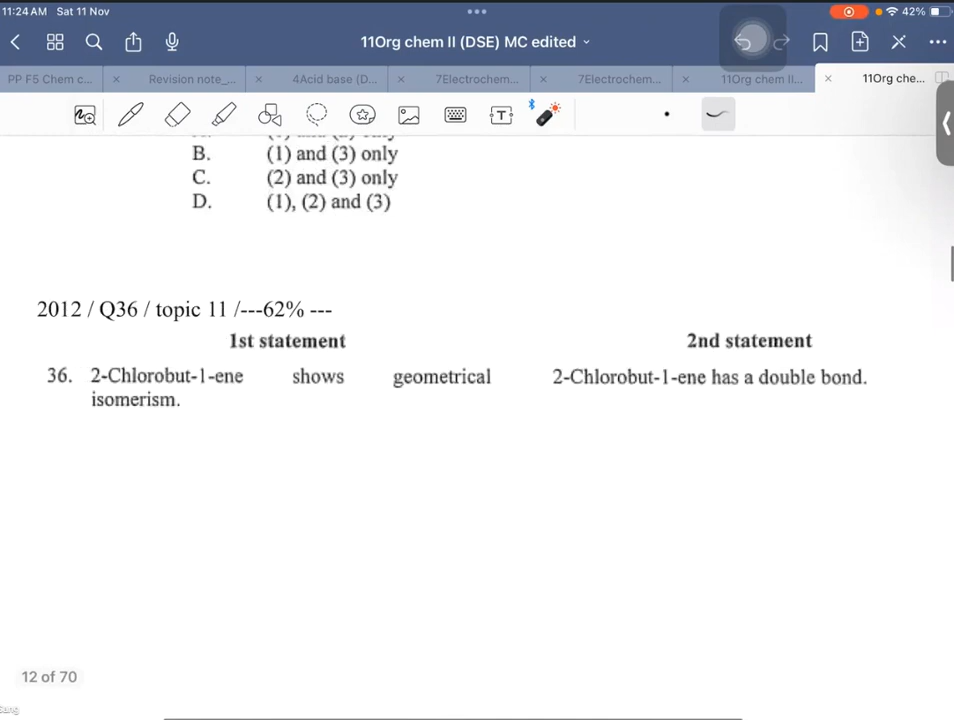 11:24 AM Sat 11 Nov
42%
11Org chem II (DSE) MC edited
PP F5 Chem c... Revision note_... 4Acid base (D... 7Electrochem... 7Electrochem... 11Org chem II... 11Org che...
B. (1) and (3) only
C. (2) and (3) only
D. (1), (2) and (3)
2012 / Q36 / topic 11 /---62% ---
1st statement 2nd statement
36. 2-Chlorobut-1-ene shows geometrical 2-Chlorobut-1-ene has a double bond.
isomerism.
12 of 70